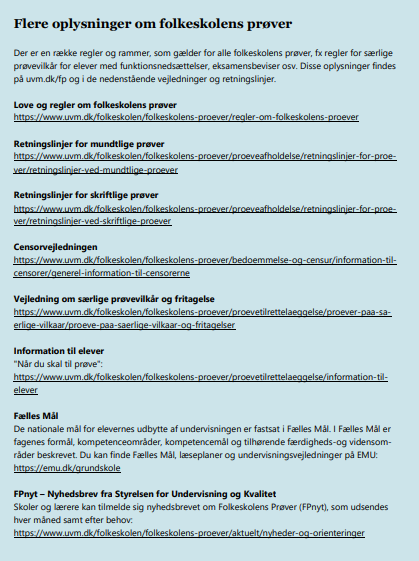 Flere oplysninger om folkeskolens prøver
Der er en række regler og rammer, som gælder for alle folkeskolens prøver, fx regler for særlige
prøvevilkår for elever med funktionsnedsættelser, eksamensbeviser osv. Disse oplysninger findes
på uvm.dk/fp og i de nedenstående vejledninger og retningslinjer.
Love og regler om folkeskolens prøver
https://www.uvm.dk/folkeskolen/folkeskolens-proever/regler-om-folkeskolens-proever
Retningslinjer for mundtlige prøver
https://www.uvm.dk/folkeskolen/folkeskolens-proever/proeveafholdelse/retningslinjer-for-proe-
ver/retningslinjer-ved-mundtlige-proever
Retningslinjer for skriftlige prøver
https://www.uvm.dk/folkeskolen/folkeskolens-proever/proeveafholdelse/retningslinjer-for-proe-
ver/retningslinjer-ved-skriftlige-proever
Censorvejledningen
https://www.uvm.dk/folkeskolen/folkeskolens-proever/bedoemmelse-og-censur/information-til-
censorer/generel-information-til-censorerne
Vejledning om særlige prøvevilkår og fritagelse
https://www.uvm.dk/folkeskolen/folkeskolens-proever/proevetilrettelaeggelse/proever-paa-sa-
erlige-vilkaar/proeve-paa-saerlige-vilkaar-og-fritagelser
Information til elever
"Når du skal til prøve":
https://www.uvm.dk/folkeskolen/folkeskolens-proever/proevetilrettelaeggelse/information-til-
elever
Fælles Mål
De nationale mål for elevernes udbytte af undervisningen er fastsat i Fælles Mål. I Fælles Mål er
fagenes formål, kompetenceområder, kompetencemål og tilhørende færdigheds-og vidensom-
råder beskrevet. Du kan finde Fælles Mål, læseplaner og undervisningsvejledninger på EMU:
https://emu.dk/grundskole
FPnyt – Nyhedsbrev fra Styrelsen for Undervisning og Kvalitet
Skoler og lærere kan tilmelde sig nyhedsbrevet om Folkeskolens Prøver (FPnyt), som udsendes
hver måned samt efter behov:
https://www.uvm.dk/folkeskolen/folkeskolens-proever/aktuelt/nyheder-og-orienteringer